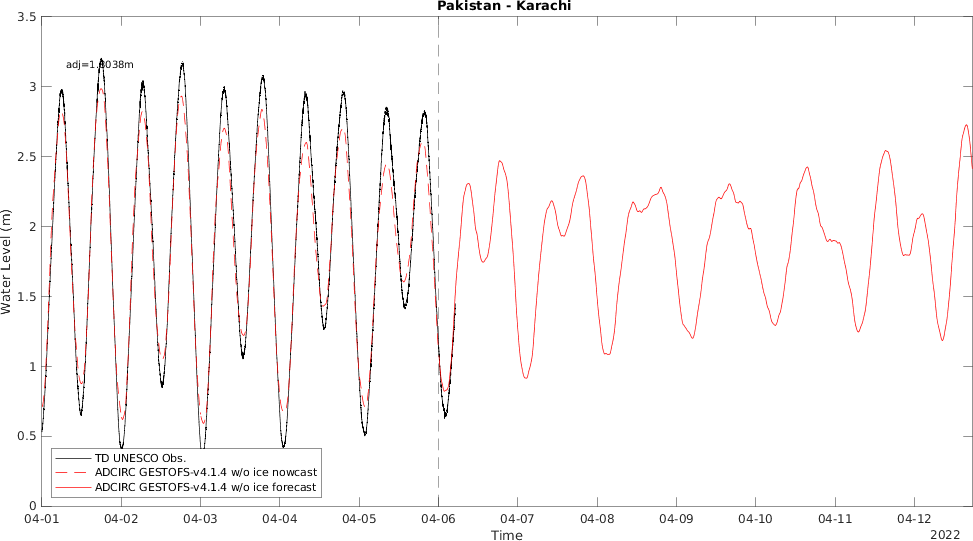 Pakistan - Karachi
3.5
adj=1.8038m
3
2.5
2
1.5
1
0.5
0
Water Level (m)
TD UNESCO Obs.
ADCIRC GESTOFS-v4.1.4 w/o ice nowcast
ADCIRC GESTOFS-v4.1.4 w/o ice forecast
04-01 04-02 04-03 04-04 04-05 04-06 04-07 04-08 04-09 04-10 04-11 04-12
Time
2022